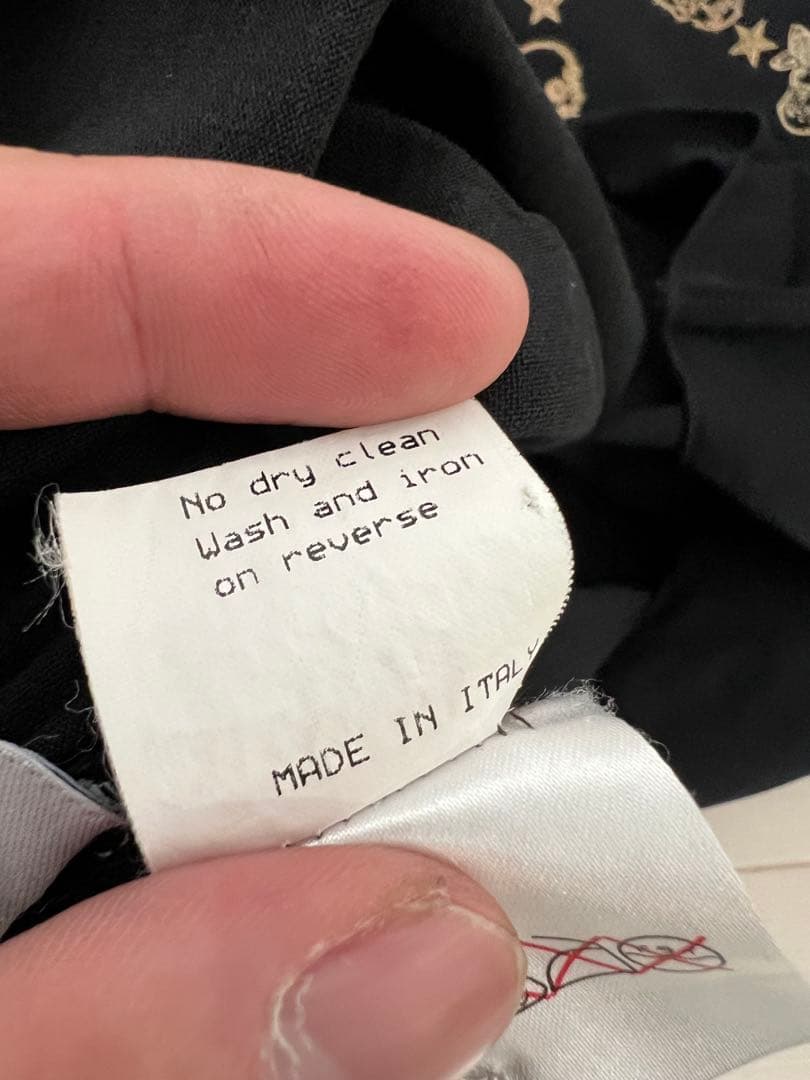 No dry clean
Wash and iron
on reverse
MADE IN ITALY